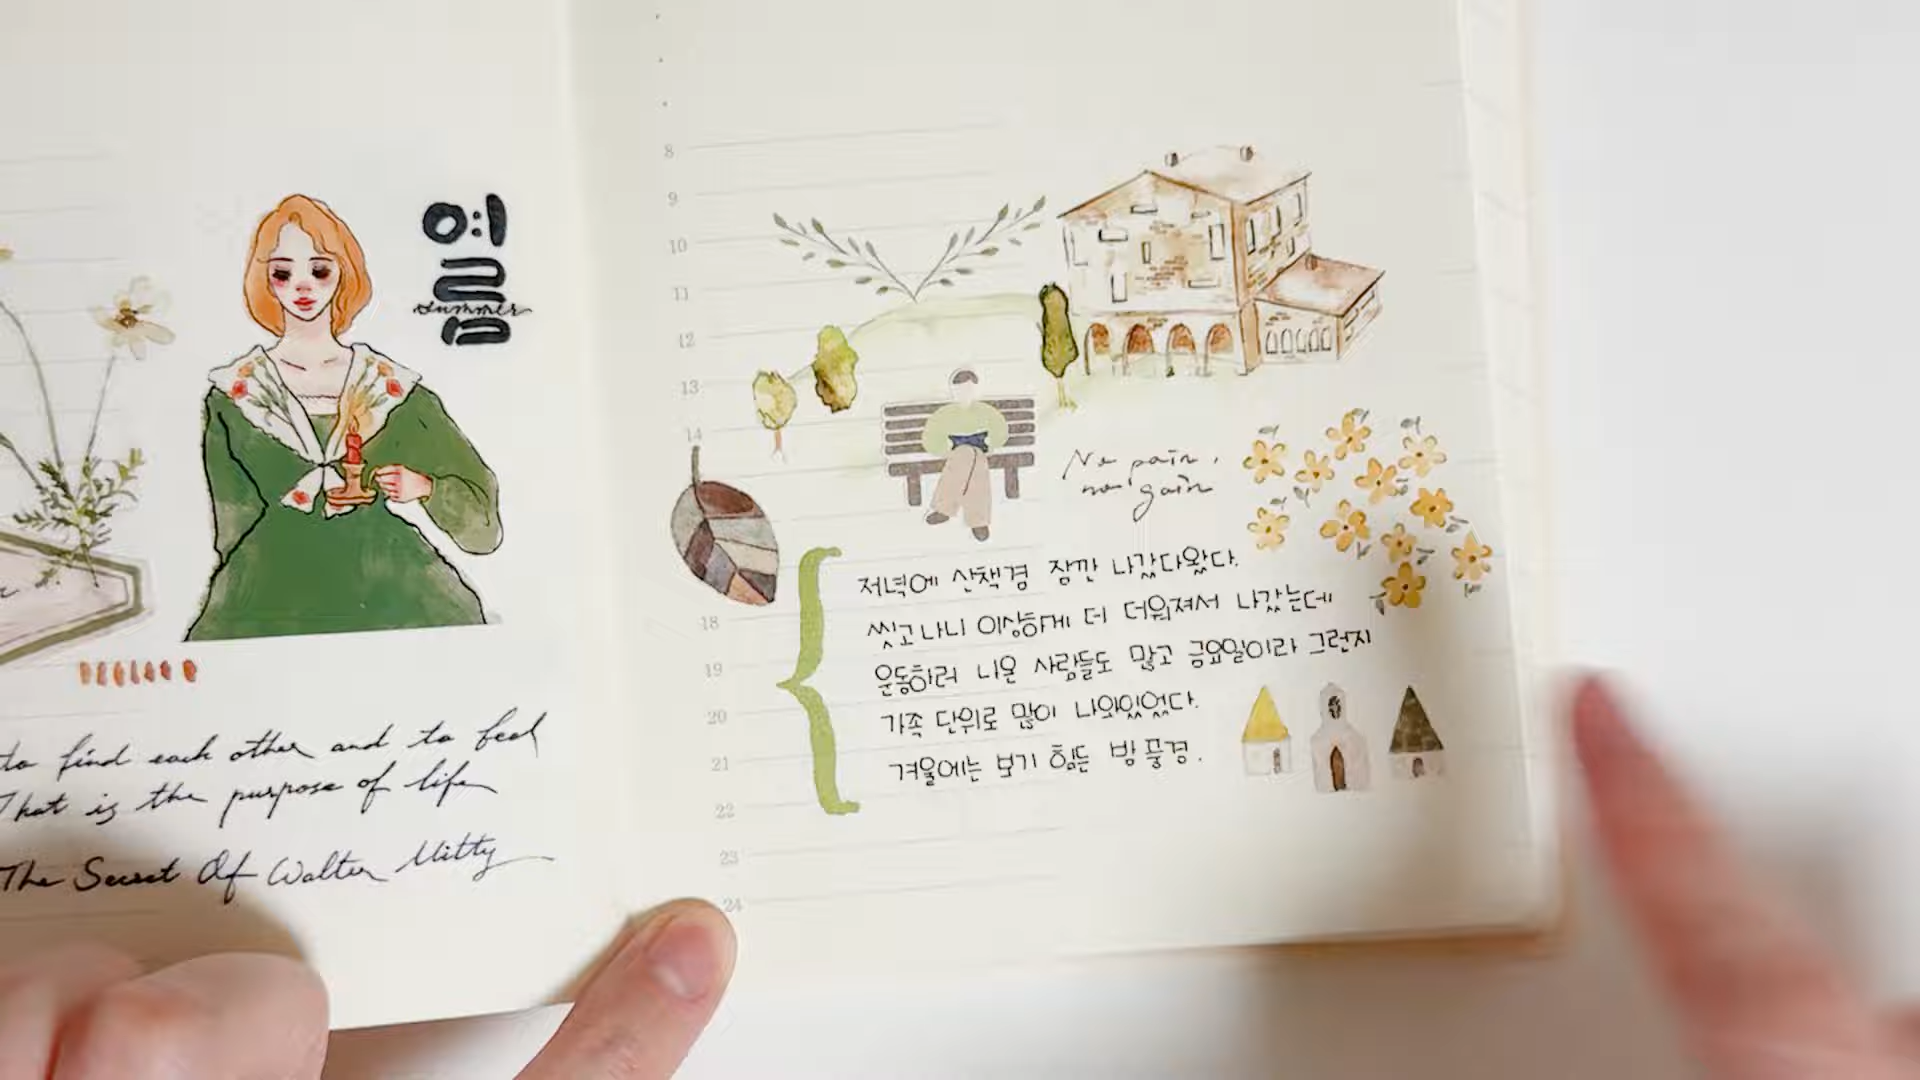 여름
summer
to find each other and to feel
That is the purpose of life
The Secret Of Walter Mitty
8
9
10
11
12
13
14
18
19
20
21
22
23
24
No pain,
no gain
저녁에 산책겸 잠깐 나갔다왔다.
씻고나니 이상하게 더 더워져서 나갔는데
운동하러 나온 사람들도 많고 금요일이라 그런지
가족 단위로 많이 나와있었다.
겨울에는 보기 힘든 밤 풍경.